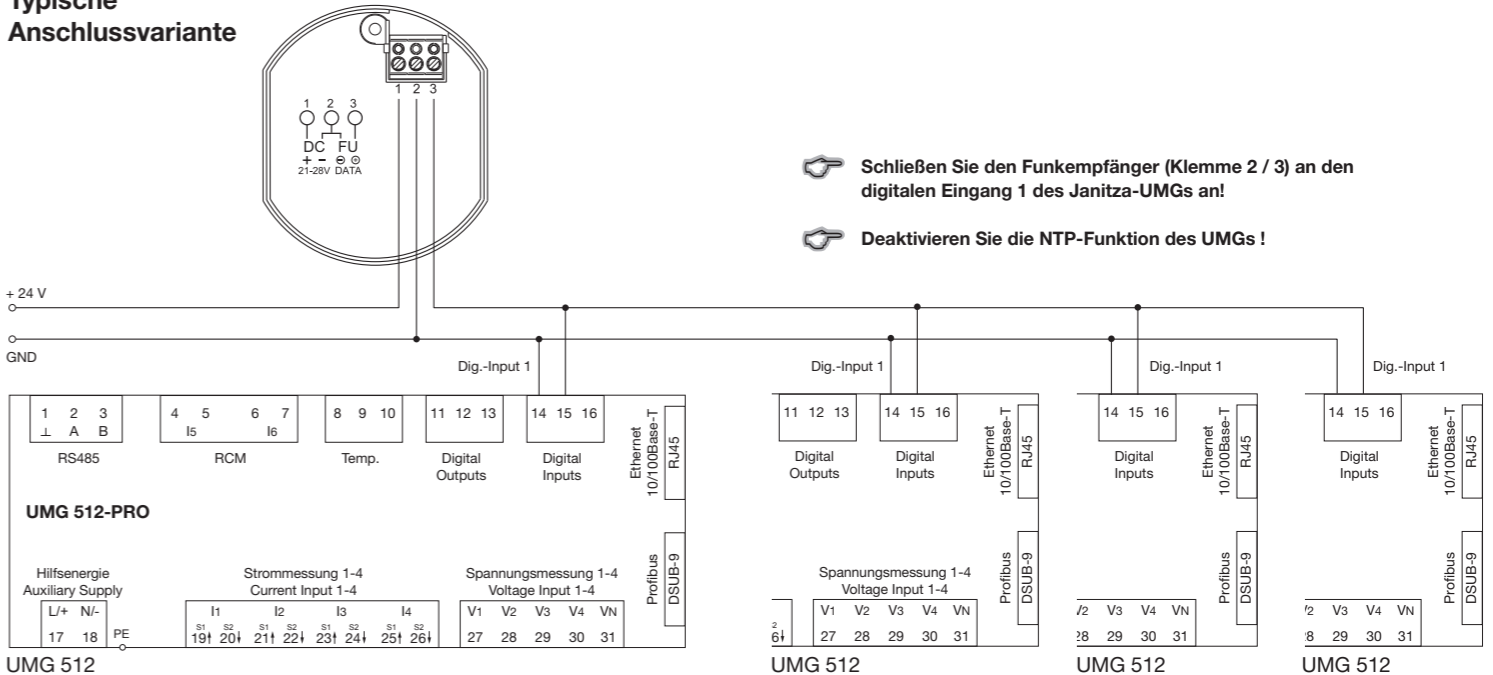 Typische
Anschlussvariante
1 2 3
1 2 3
DC FU
+ - ⊖ ⊕
21-28V DATA
Schließen Sie den Funkempfänger (Klemme 2 / 3) an den
digitalen Eingang 1 des Janitza-UMGs an!
Deaktivieren Sie die NTP-Funktion des UMGs !
+ 24 V
GND
Dig.-Input 1
Dig.-Input 1
Dig.-Input 1
Dig.-Input 1
1 2 3
⊥ A B
RS485
4 5 6 7
I5 I6
RCM
8 9 10
Temp.
11 12 13
Digital
Outputs
14 15 16
Digital
Inputs
Ethernet
10/100Base-T
RJ45
UMG 512-PRO
Hilfsenergie
Auxiliary Supply
L/+ N/-
17 18
PE
Strommessung 1-4
Current Input 1-4
I1 I2 I3 I4
S1 S2 S1 S2 S1 S2 S1 S2
19↑ 20↓ 21↑ 22↓ 23↑ 24↓ 25↑ 26↓
Spannungsmessung 1-4
Voltage Input 1-4
V1 V2 V3 V4 VN
27 28 29 30 31
Profibus
DSUB-9
UMG 512
11 12 13
Digital
Outputs
14 15 16
Digital
Inputs
Ethernet
10/100Base-T
RJ45
Spannungsmessung 1-4
Voltage Input 1-4
2
6↓
V1 V2 V3 V4 VN
27 28 29 30 31
Profibus
DSUB-9
UMG 512
14 15 16
Digital
Inputs
Ethernet
10/100Base-T
RJ45
V2 V3 V4 VN
28 29 30 31
Profibus
DSUB-9
UMG 512
14 15 16
Digital
Inputs
Ethernet
10/100Base-T
RJ45
V2 V3 V4 VN
28 29 30 31
Profibus
DSUB-9
UMG 512